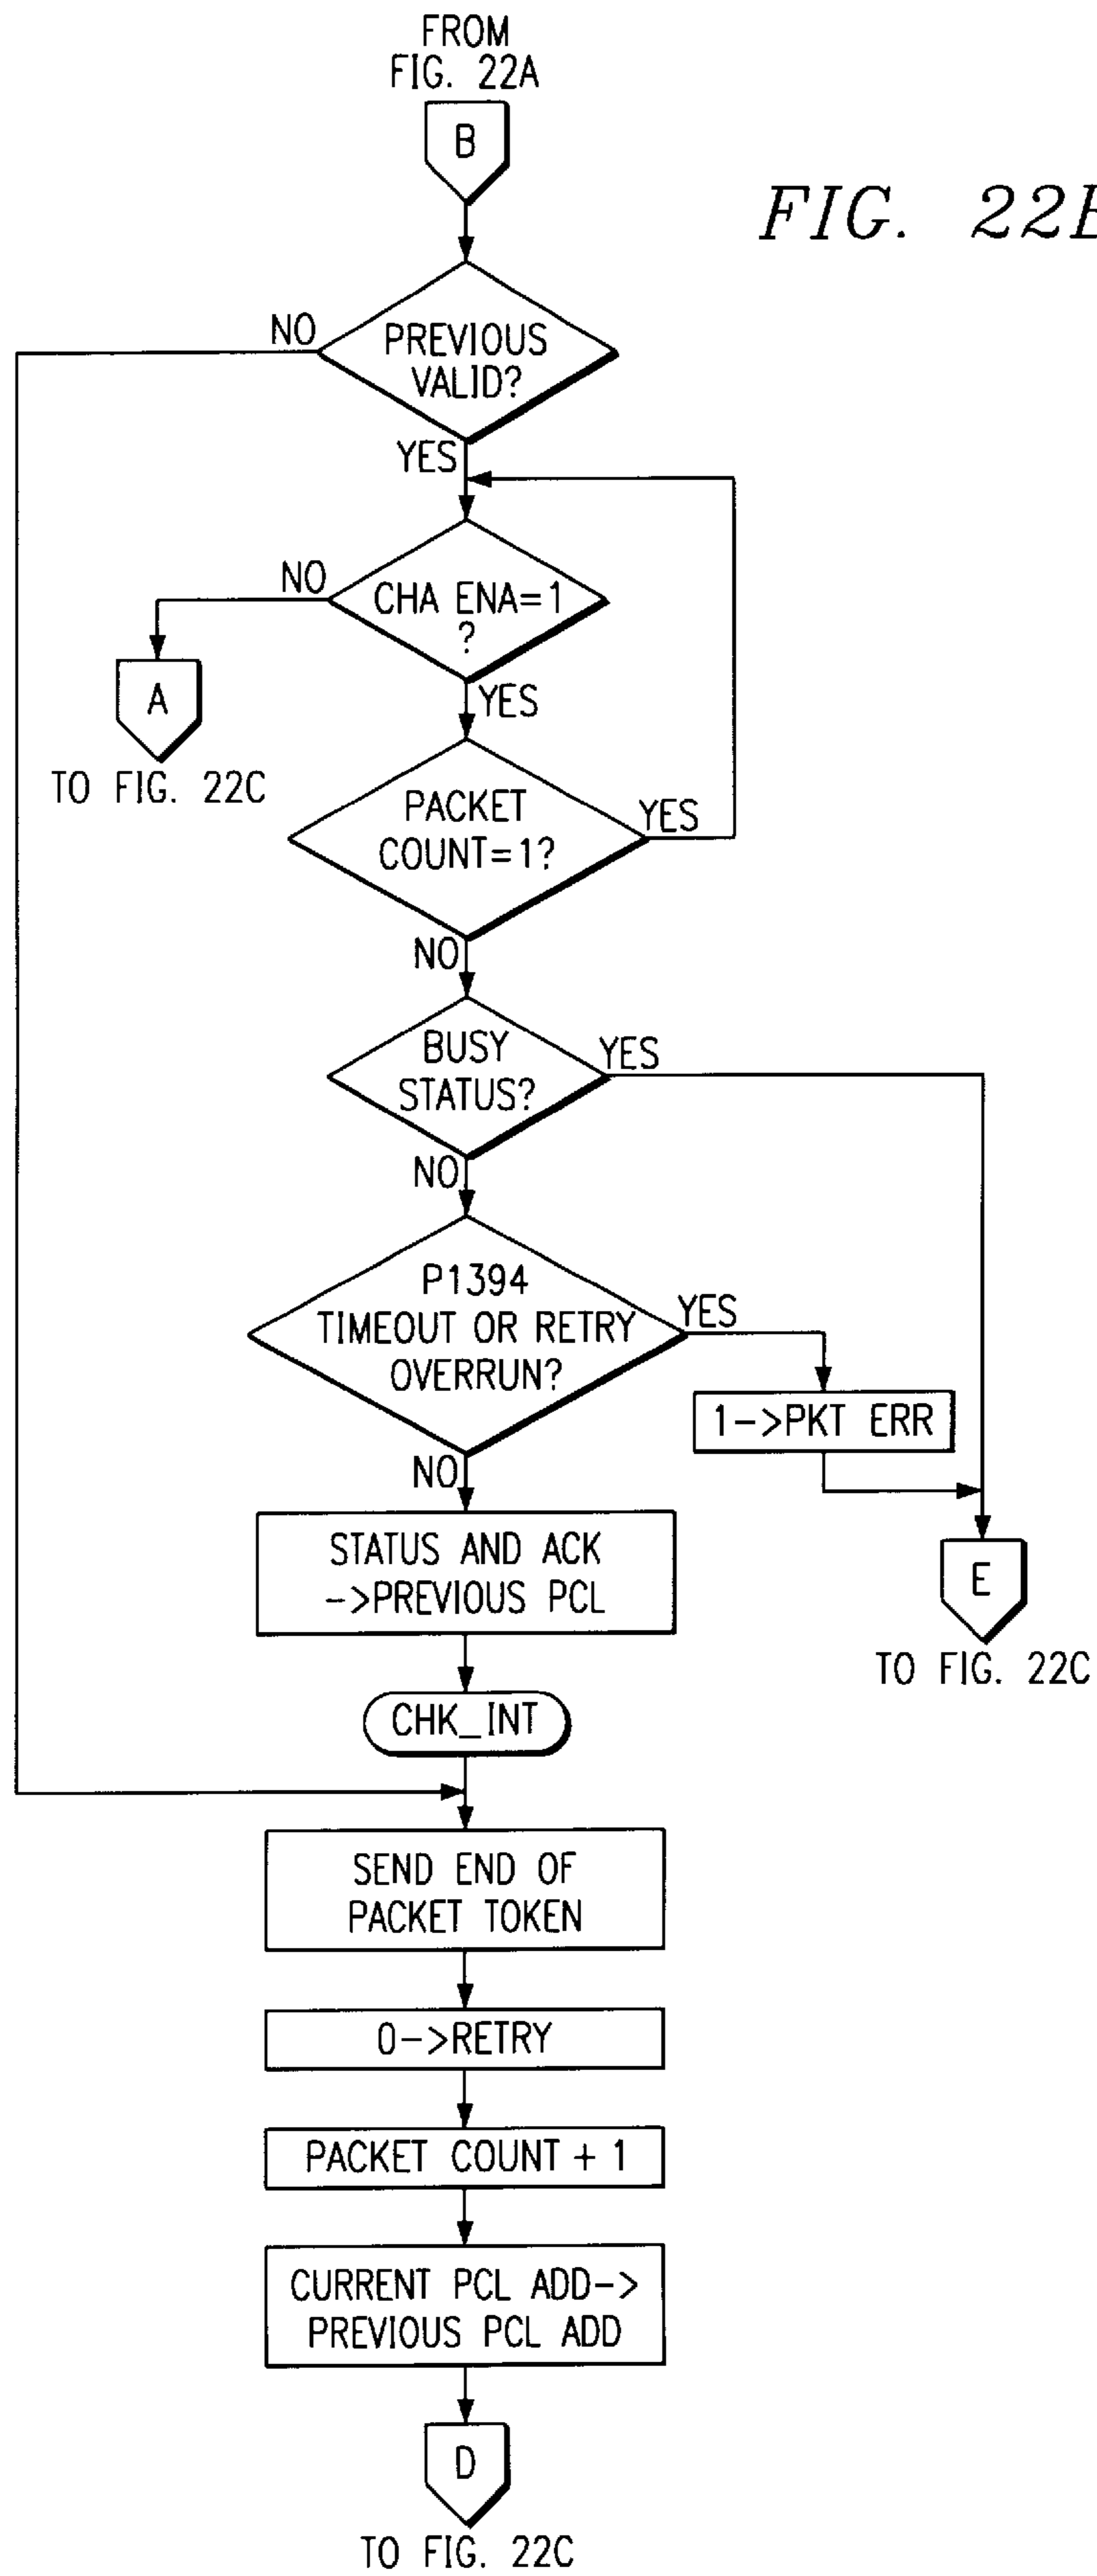 FROM
FIG. 22A
B
FIG. 22B
NO
PREVIOUS
VALID?
YES
NO
CHA ENA=1
?
A
YES
TO FIG. 22C
PACKET
COUNT=1?
YES
NO
BUSY
STATUS?
YES
NO
P1394
TIMEOUT OR RETRY
OVERRUN?
YES
1->PKT ERR
NO
STATUS AND ACK
->PREVIOUS PCL
E
TO FIG. 22C
CHK_INT
SEND END OF
PACKET TOKEN
0->RETRY
PACKET COUNT + 1
CURRENT PCL ADD->
PREVIOUS PCL ADD
D
TO FIG. 22C